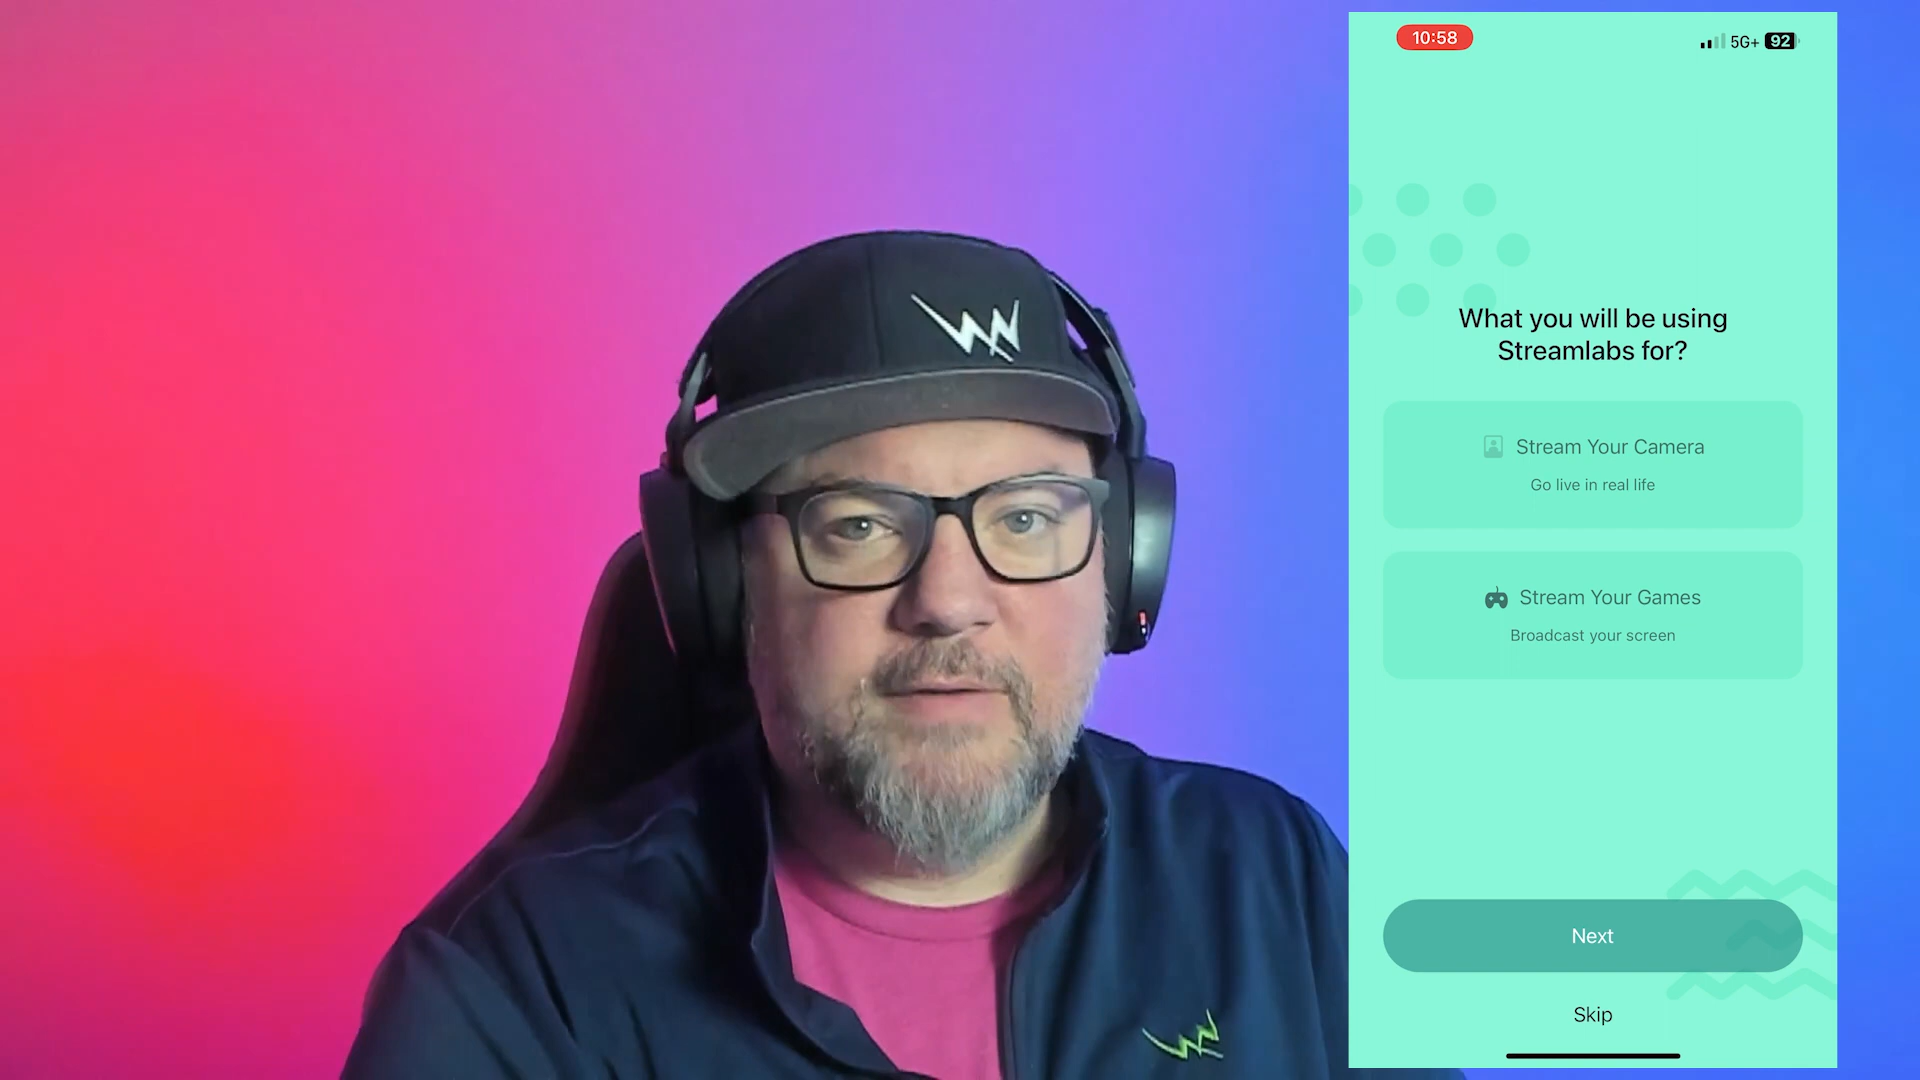 10:58
5G+ 92
What you will be using
Streamlabs for?
Stream Your Camera
Go live in real life
Stream Your Games
Broadcast your screen
Next
Skip